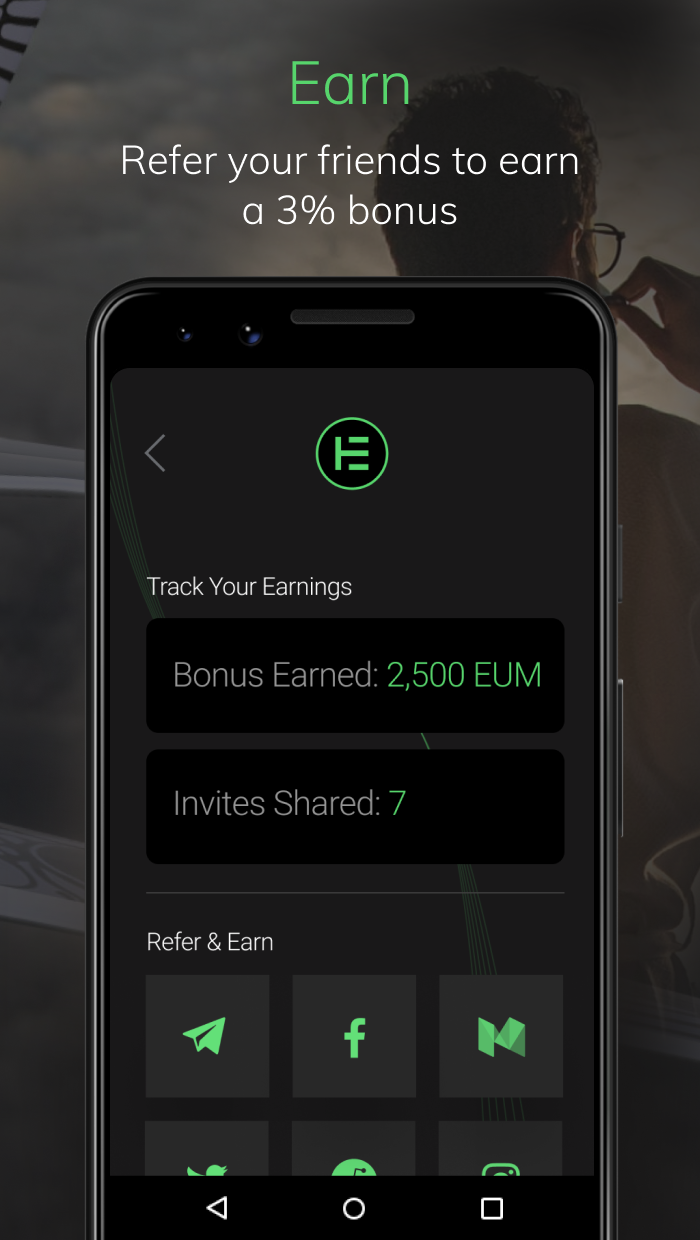 Earn
Refer your friends to earn
a 3% bonus
Track Your Earnings
Bonus Earned: 2,500 EUM
Invites Shared: 7
Refer & Earn